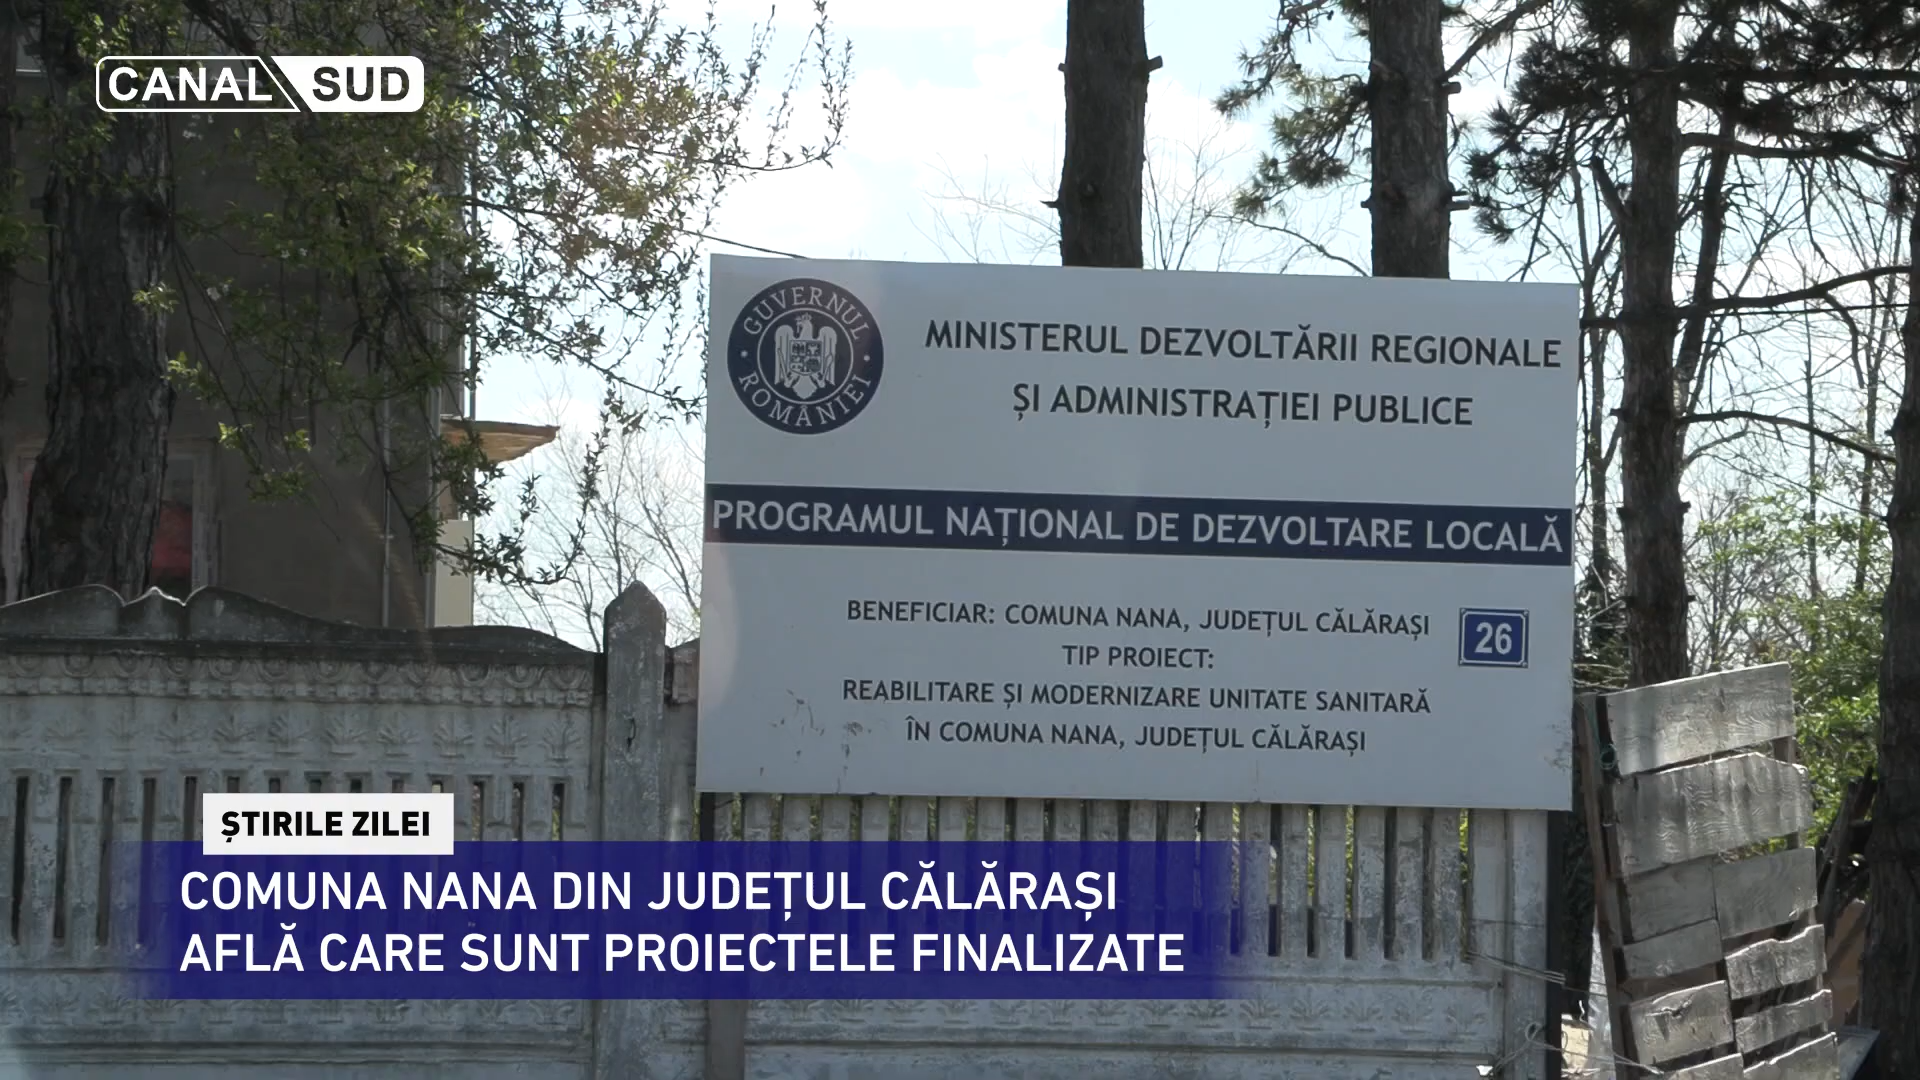 CANAL SUD
GUVERNUL ROMÂNIEI
MINISTERUL DEZVOLTĂRII REGIONALE
ȘI ADMINISTRAȚIEI PUBLICE
PROGRAMUL NAȚIONAL DE DEZVOLTARE LOCALĂ
BENEFICIAR: COMUNA NANA, JUDEȚUL CĂLĂRAȘI
26
TIP PROIECT:
REABILITARE ȘI MODERNIZARE UNITATE SANITARĂ
ÎN COMUNA NANA, JUDEȚUL CĂLĂRAȘI
ȘTIRILE ZILEI
COMUNA NANA DIN JUDEȚUL CĂLĂRAȘI
AFLĂ CARE SUNT PROIECTELE FINALIZATE